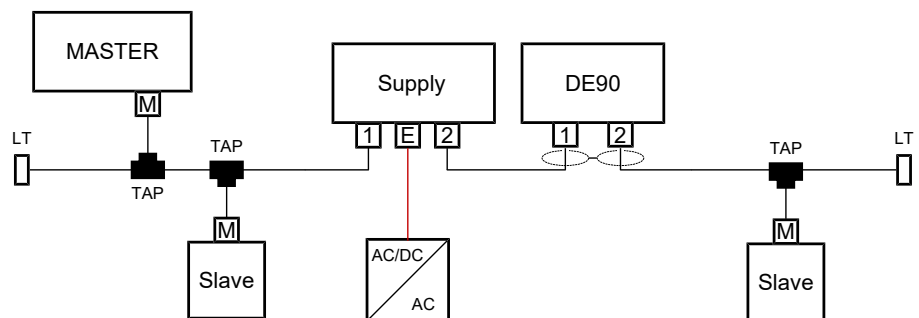 MASTER
M
LT
TAP
TAP
M
Slave
Supply
1
E
2
AC/DC
AC
DE90
1
2
TAP
M
Slave
LT